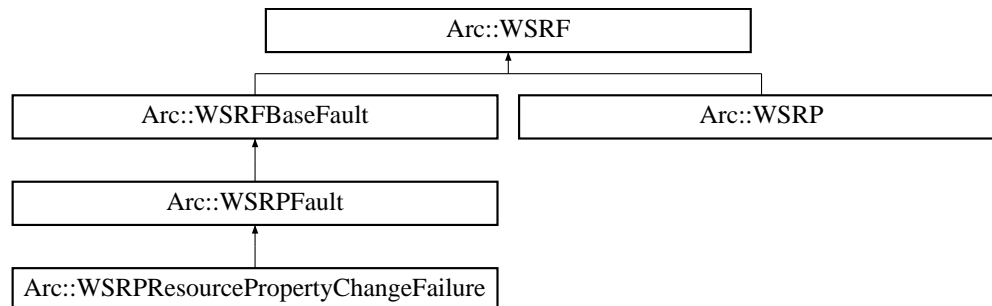 Arc::WSRF
Arc::WSRFBaseFault
Arc::WSRP
Arc::WSRPFault
Arc::WSRPResourcePropertyChangeFailure